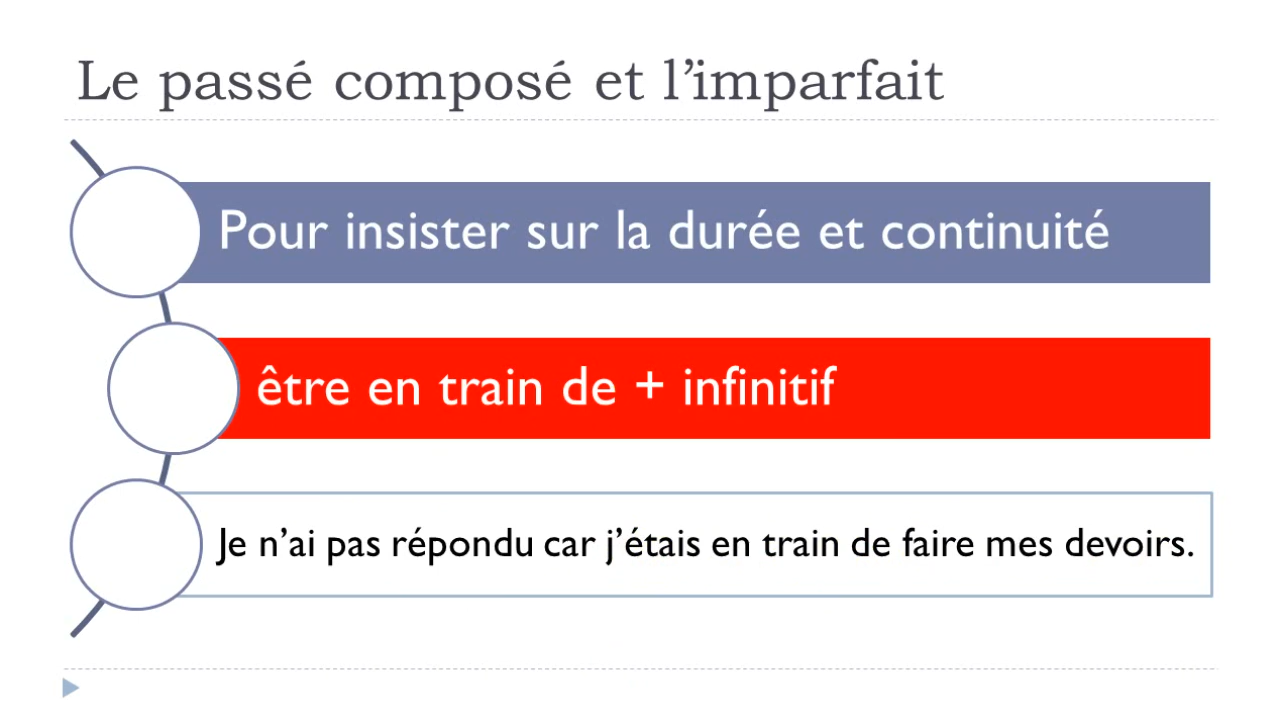 Le passé composé et l’imparfait
Pour insister sur la durée et continuité
être en train de + infinitif
Je n’ai pas répondu car j’étais en train de faire mes devoirs.